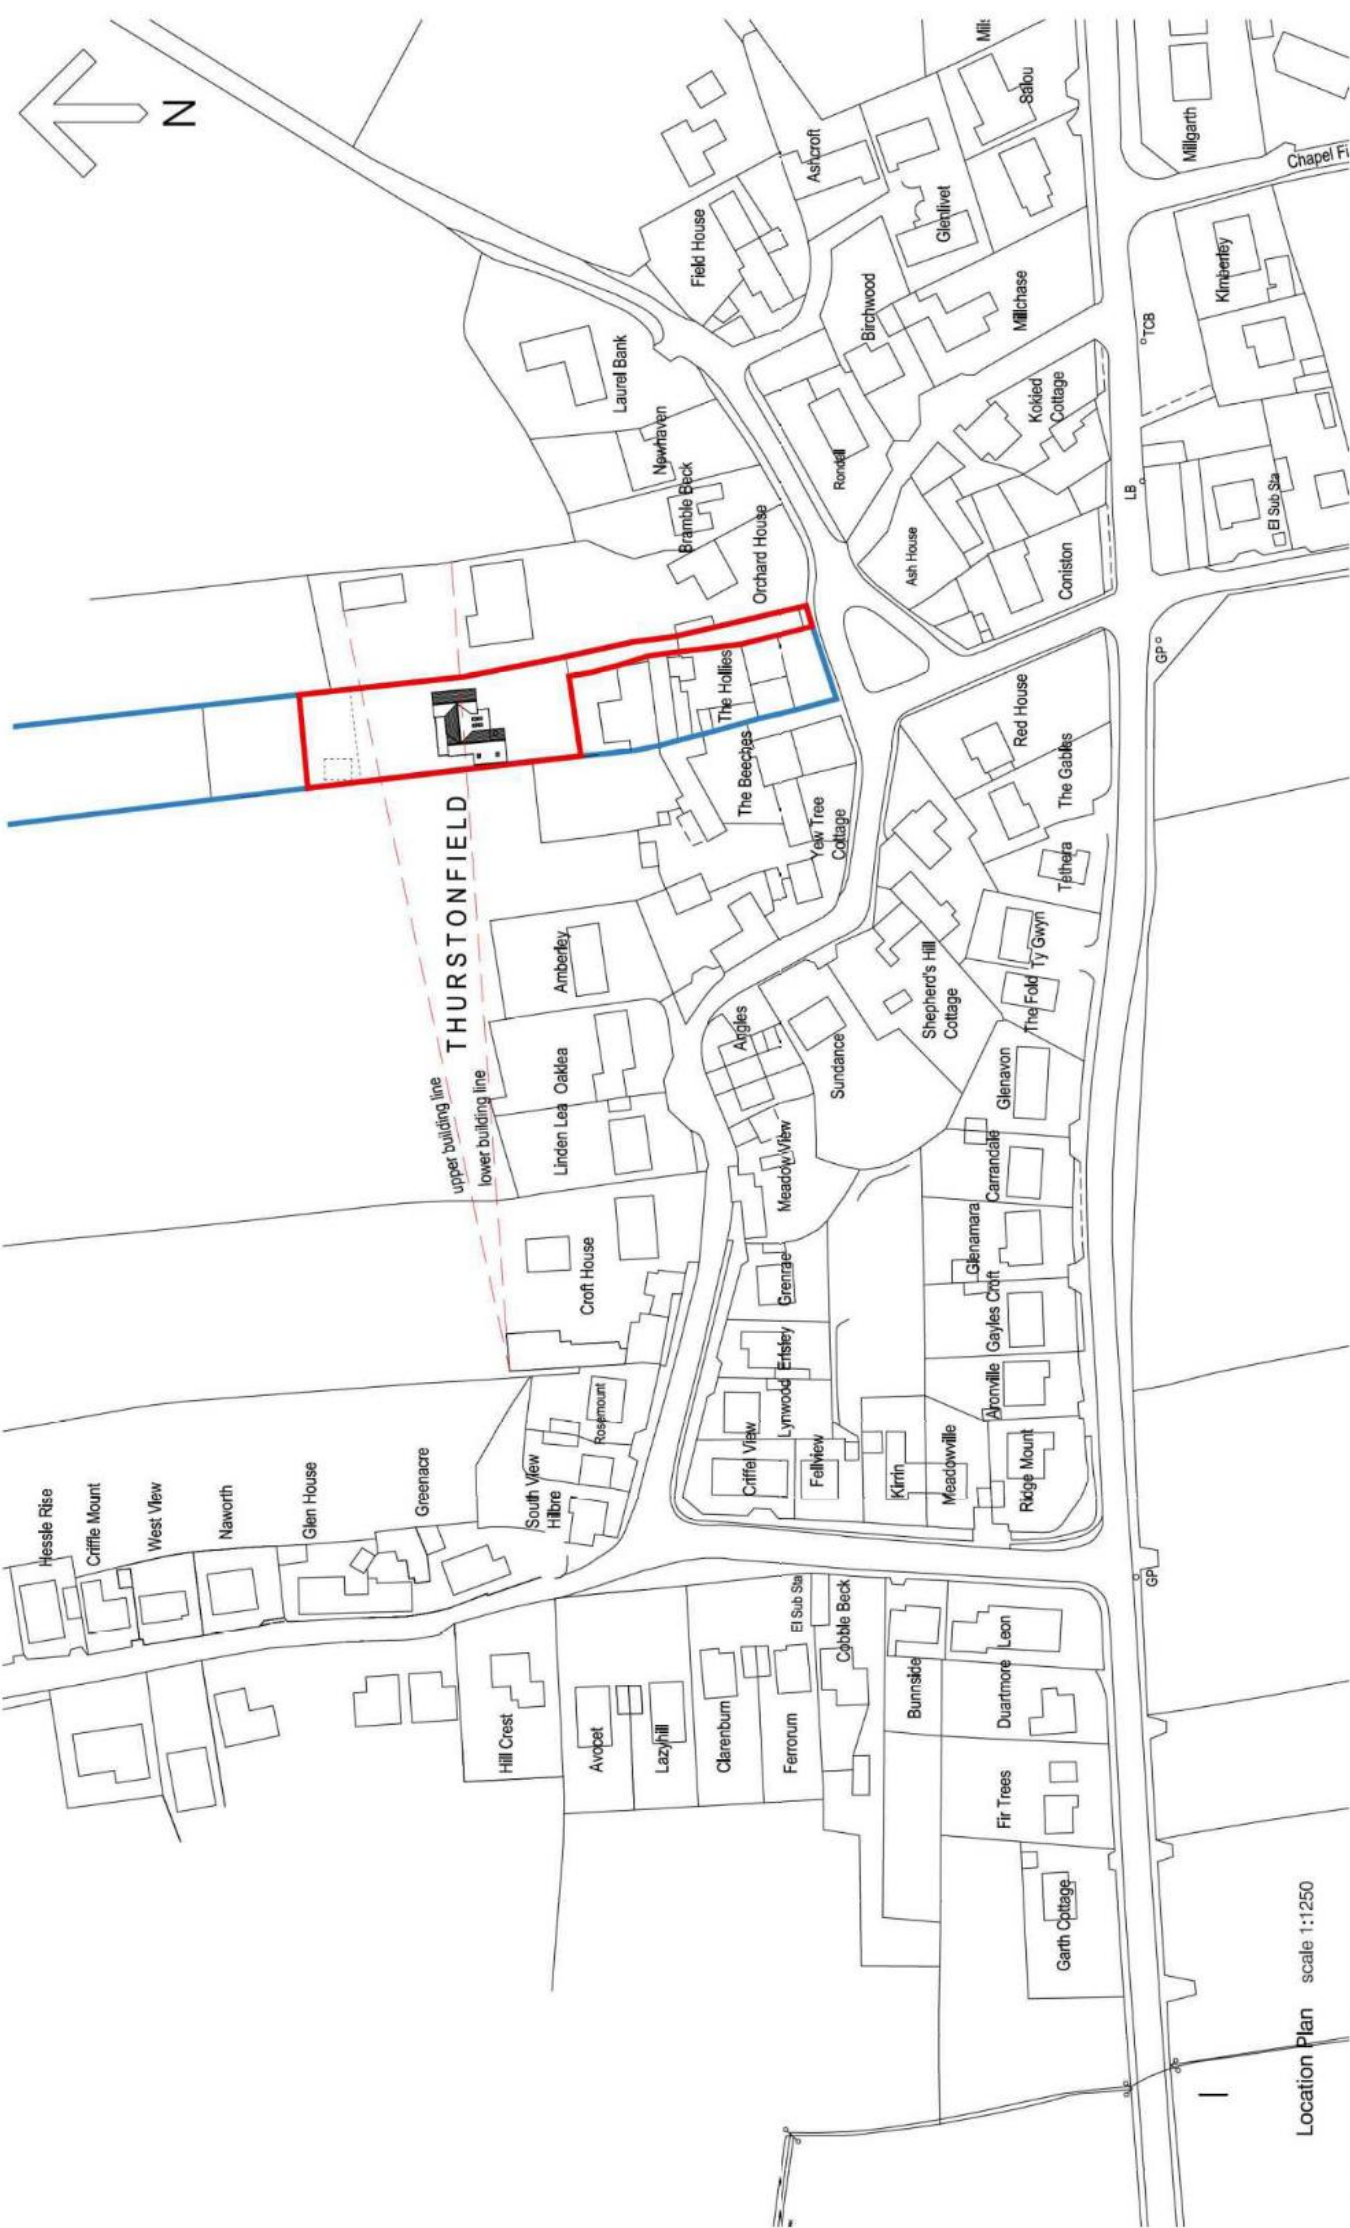 N
Mils
Salou
Millgarth
Chapel Fi
Ashcroft
Glenlivet
Field House
Birchwood
Millchase
Kimberley
TCB
Laurel Bank
Newhaven
Bramble Beck
Rondell
Kokied
Cottage
LB
El Sub Sta
Orchard House
Ash House
Coniston
GP
The Hollies
The Beeches
Yew Tree
Cottage
Red House
The Gables
Tethera
THURSTONFIELD
upper building line
lower building line
Amberley
Ty Gwyn
The Fold
Shepherd's Hill
Cottage
Angles
Sundance
Oaklea
Linden Lea
Glenavon
Carrandale
Meadow View
Croft House
Grenrae
Glenamara
Gayles Croft
Erisley
Lynwood
Aronville
Rosemount
Criffel View
Fellview
Kirrin
Meadowville
Ridge Mount
South View
Hilbre
Hessle Rise
Criffle Mount
West View
Naworth
Glen House
Greenacre
GP
El Sub Sta
Cobble Beck
Bunnside
Leon
Duartmore
Hill Crest
Avocet
Lazyhill
Clarenburn
Ferrorum
Fir Trees
Garth Cottage
Location Plan scale 1:1250